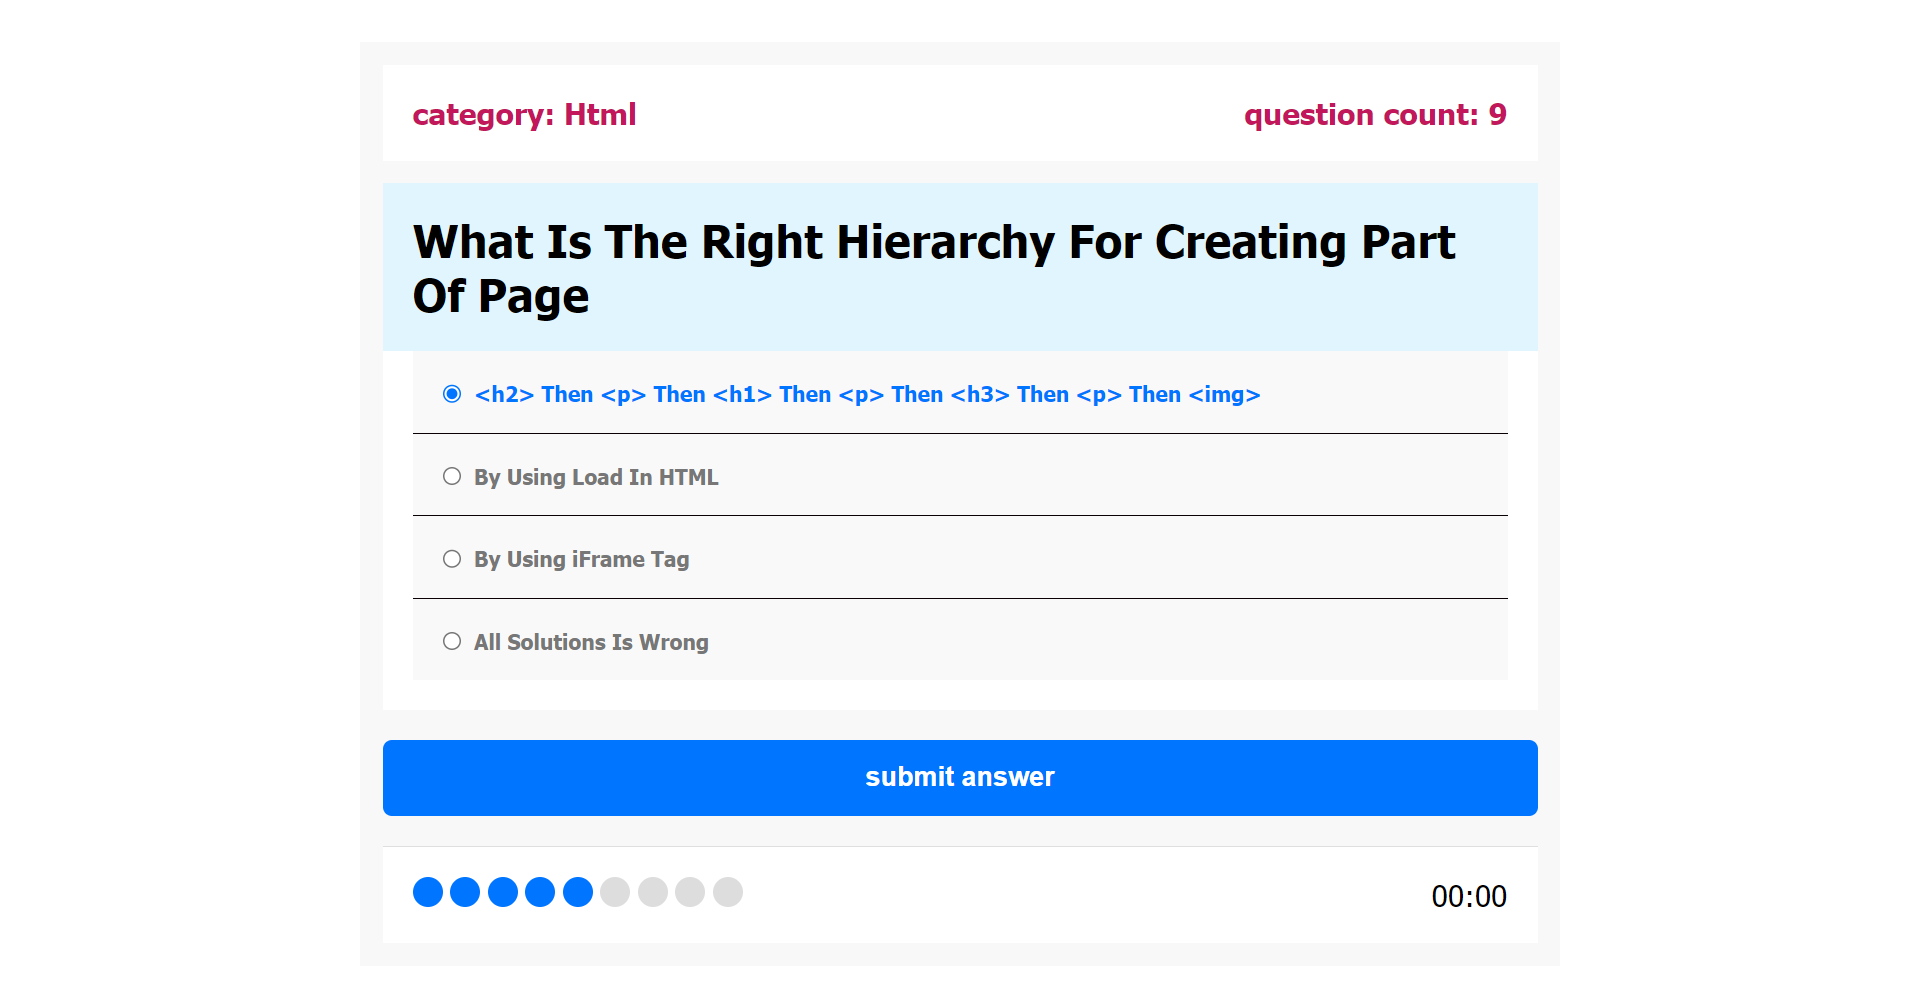 category: Html
question count: 9
What Is The Right Hierarchy For Creating Part
Of Page
<h2> Then <p> Then <h1> Then <p> Then <h3> Then <p> Then <img>
By Using Load In HTML
By Using iFrame Tag
All Solutions Is Wrong
submit answer
00:00